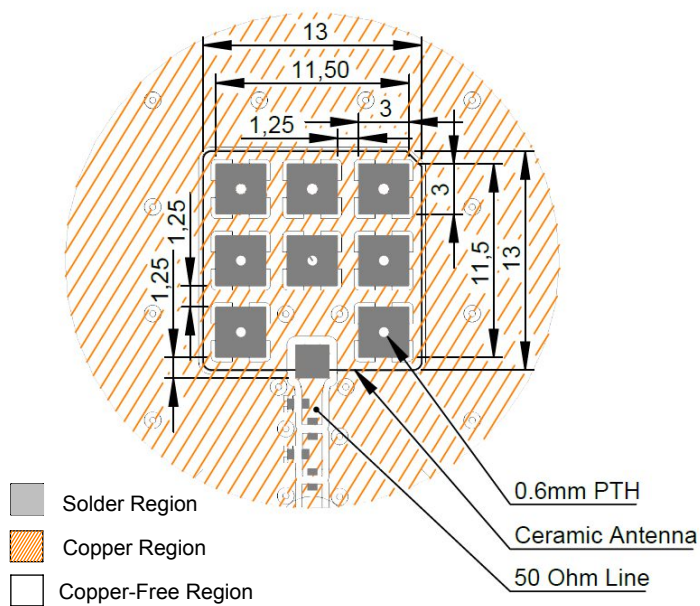 13
11,50
1,25
3
3
1,25
1,25
11,5
13
0.6mm PTH
Solder Region
Ceramic Antenna
Copper Region
50 Ohm Line
Copper-Free Region